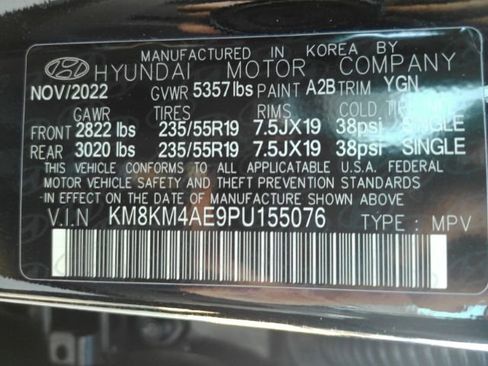 MANUFACTURED IN KOREA BY
HYUNDAI MOTOR COMPANY
NOV/2022 GVWR 5357 lbs PAINT A2B TRIM YGN
GAWR TIRES RIMS
FRONT 2822 lbs 235/55R19 7.5JX19 38psi SINGLE
REAR 3020 lbs 235/55R19 7.5JX19 38psi SINGLE
THIS VEHICLE CONFORMS TO ALL APPLICATABLE U.S.A. FEDERAL
MOTOR VEHICLE SAFETY AND THEFT PREVENTION STANDARDS
IN EFFECT ON THE DATE OF MANUFACTURE SHOWN ABOVE.
V.I.N KM8KM4AE9PU155076 TYPE : MPV